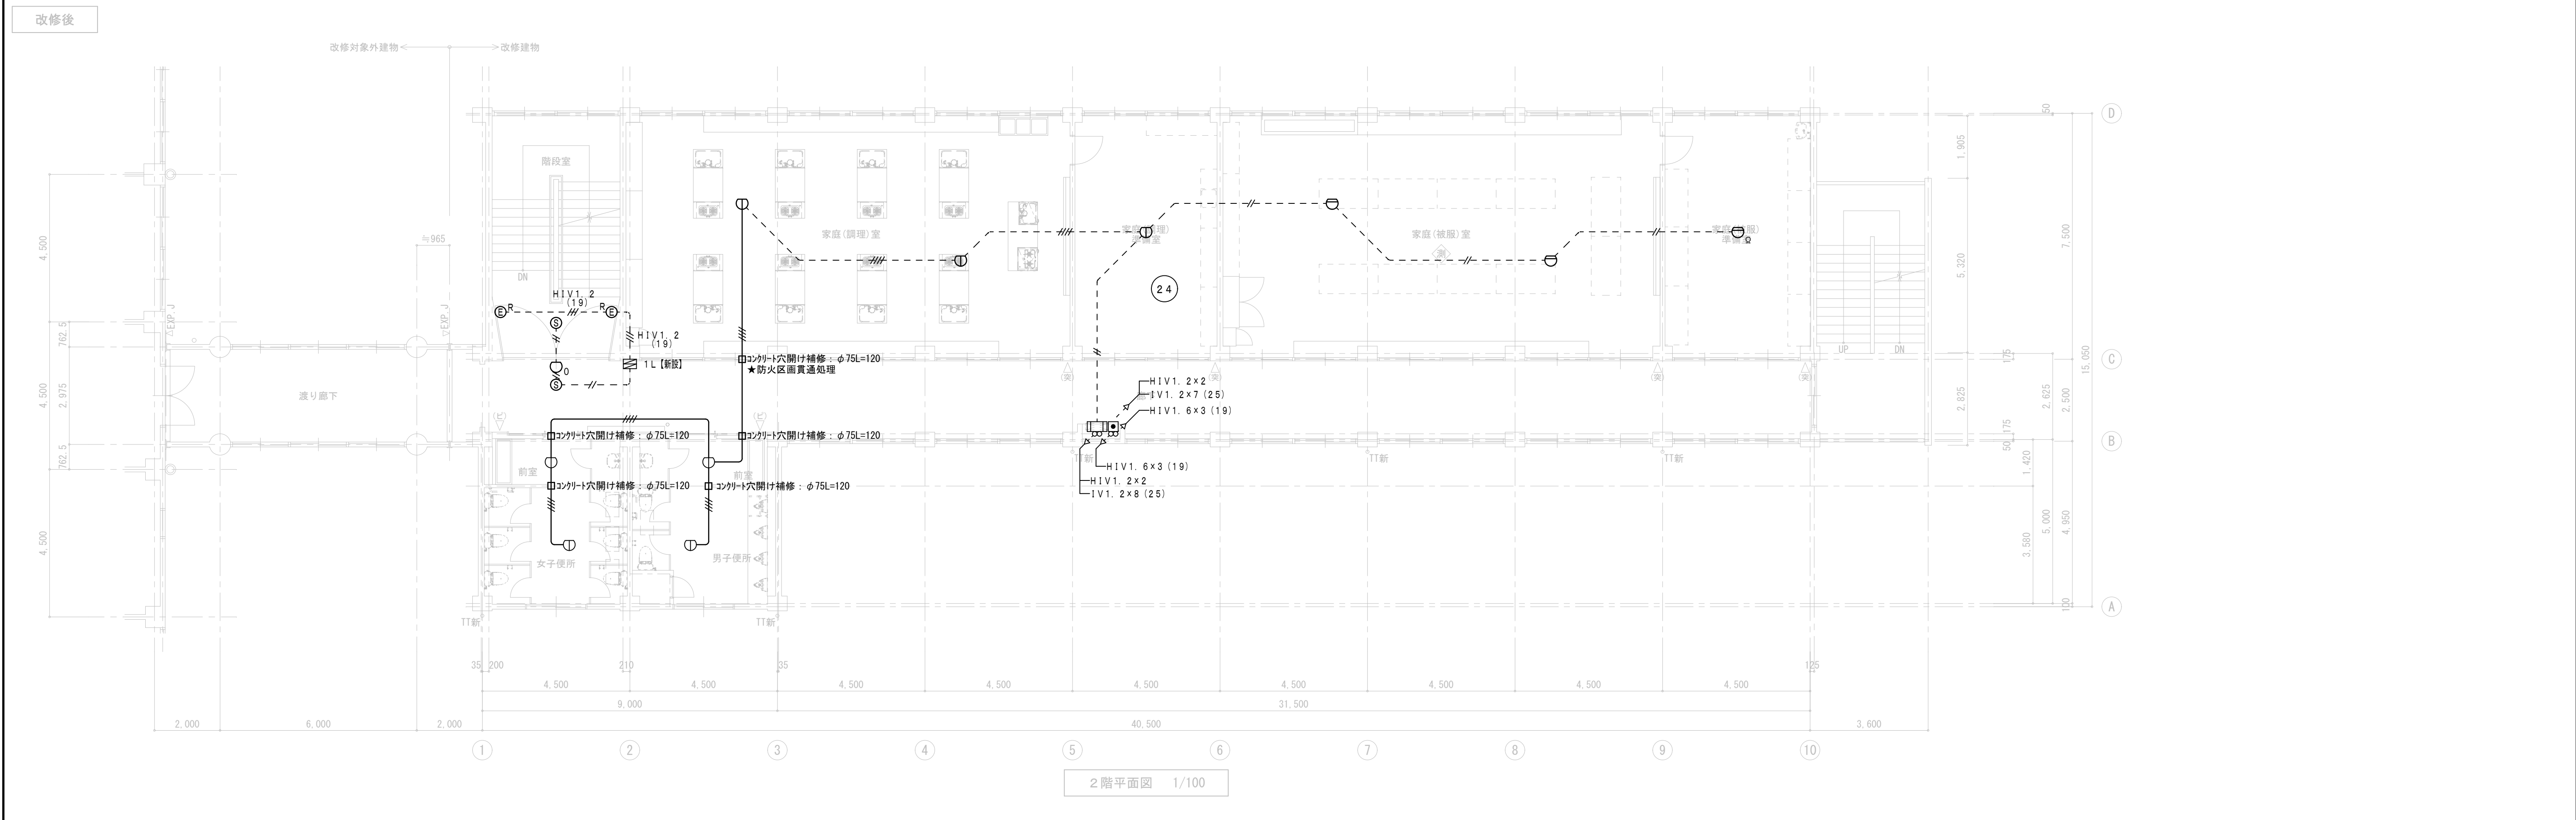 改修後
改修対象外建物
改修建物
50
D
階段室
1,905
7,500
4,500
≒965
家庭(調理)室
家庭(被服)室
測
Ω
5,320
15,050
DN
24
HIV1.2
(19)
R
R
E
E
S
EXP.J
EXP.J
HIV1.2
(19)
762.5
コンクリート穴開け補修：φ75L=120
★防火区画貫通処理
1L【新設】
O
S
UP
DN
175
C
(突)
(突)
(突)
(突)
4,500
2,975
渡り廊下
HIV1.2×2
IV1.2×7(25)
HIV1.6×3(19)
2,825
2,625
2,500
(ビ)
(ビ)
コンクリート穴開け補修：φ75L=120
コンクリート穴開け補修：φ75L=120
175
B
50
762.5
TT新
TT新
TT新
前室
前室
HIV1.6×3(19)
HIV1.2×2
IV1.2×8(25)
1,420
コンクリート穴開け補修：φ75L=120
コンクリート穴開け補修：φ75L=120
4,500
女子便所
男子便所
3,580
5,000
4,950
100
A
TT新
TT新
35
200
210
35
125
4,500
4,500
4,500
4,500
4,500
4,500
4,500
4,500
4,500
9,000
31,500
2,000
6,000
2,000
40,500
3,600
1
2
3
4
5
6
7
8
9
10
2階平面図 1/100